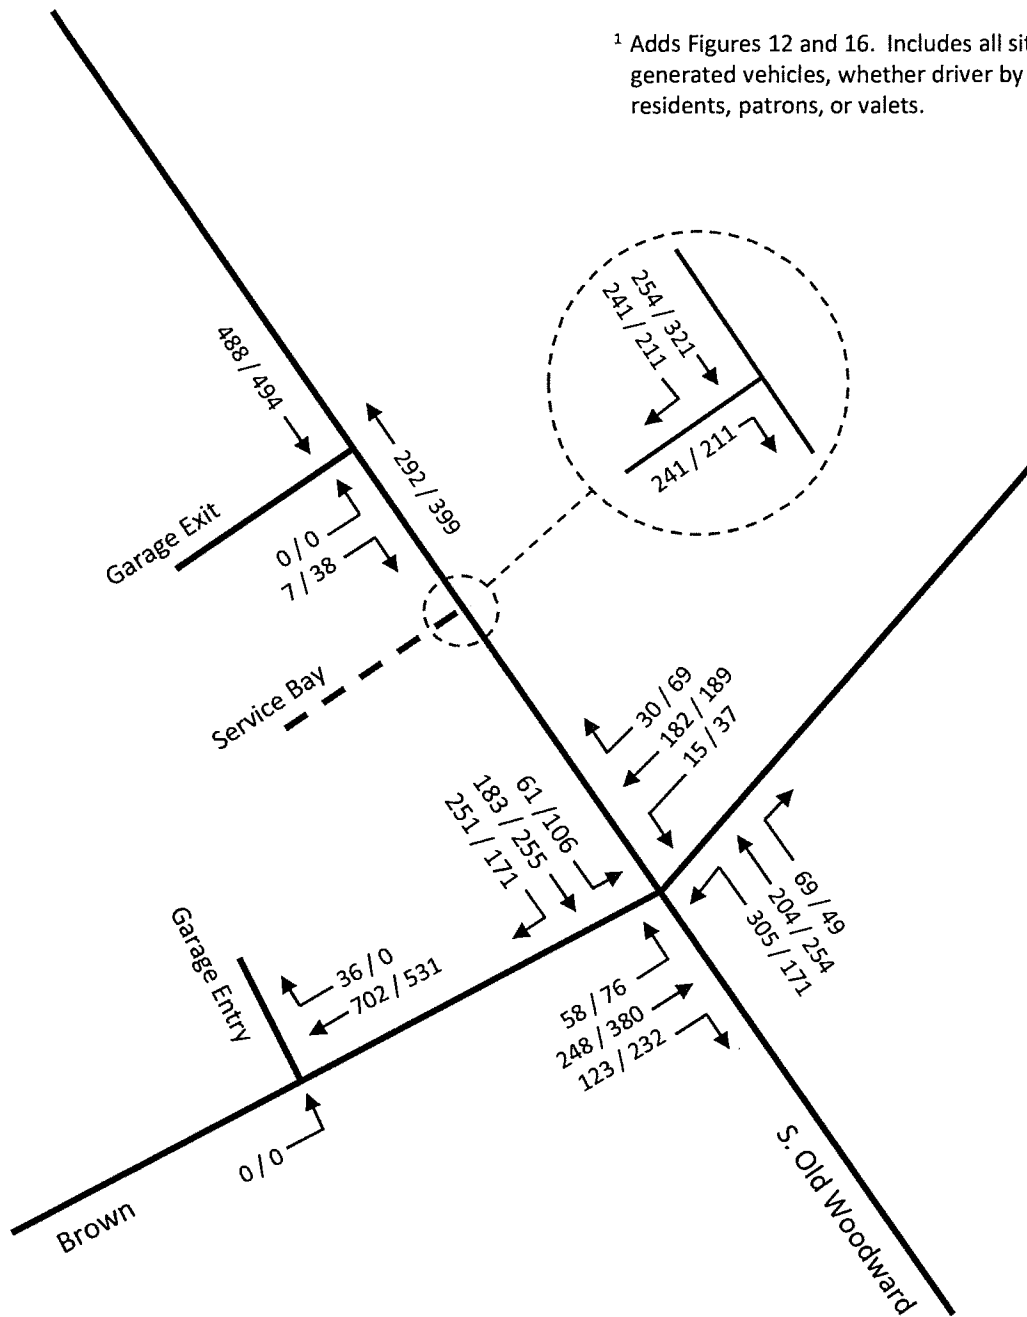 ¹ Adds Figures 12 and 16. Includes all
generated vehicles, whether driver by
residents, patrons, or valets.
254 / 321
241 / 211
241 / 211
488 / 494
292 / 399
Garage Exit
0 / 0
7 / 38
Service Bay
30 / 69
182 / 189
15 / 37
61 /106
183 / 255
251 / 171
69 / 49
204 / 254
305 / 171
Garage Entry
36 / 0
702 / 531
58 / 76
248 / 380
123 / 232
0 / 0
Brown
S. Old Woodward